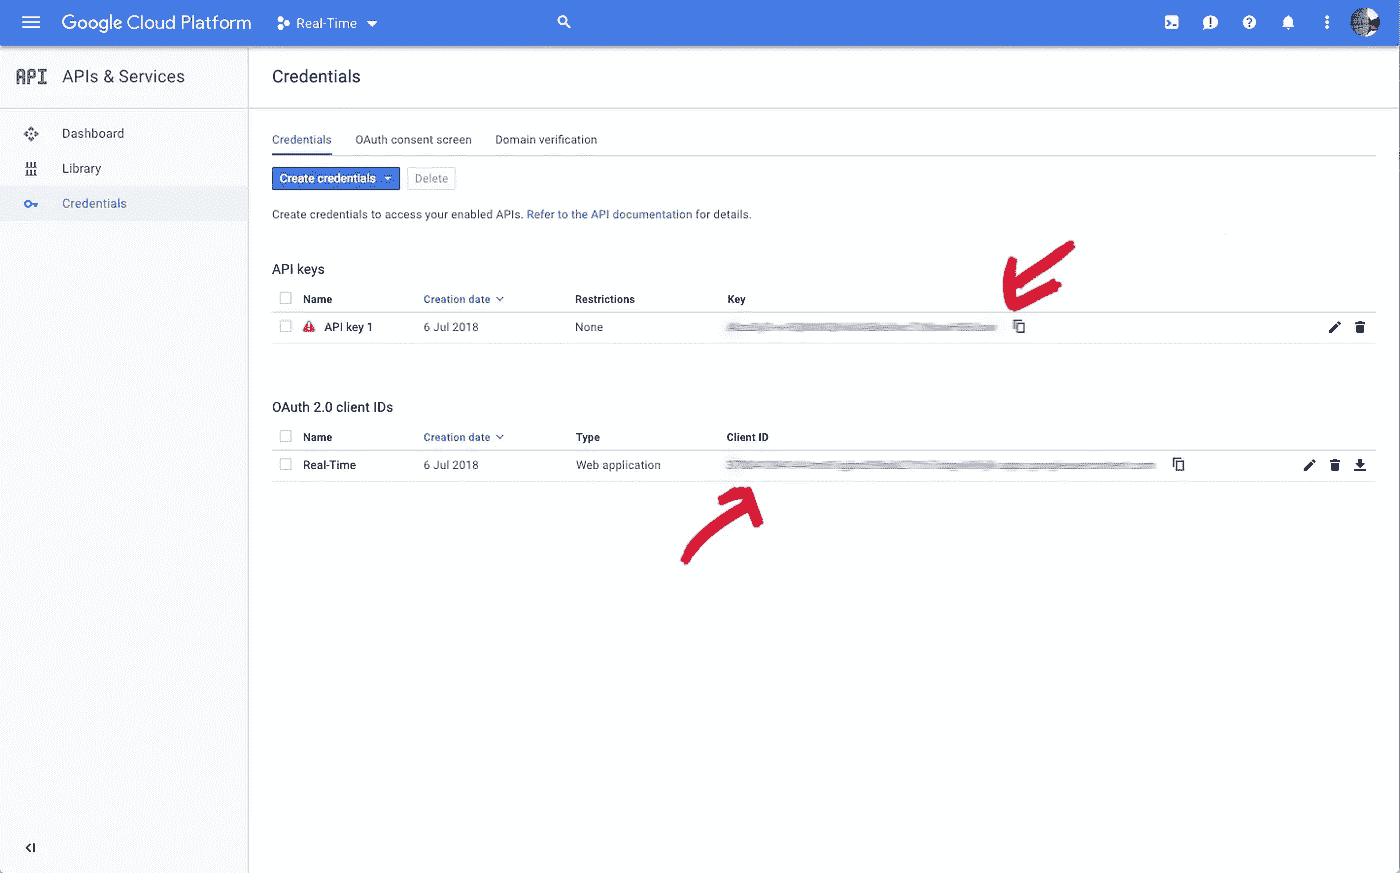 Google Cloud Platform Real-Time
API APIs & Services
Credentials
Dashboard
Library
Credentials
Credentials OAuth consent screen Domain verification
Create credentials Delete
Create credentials to access your enabled APIs. Refer to the API documentation for details.
API keys
Name Creation date Restrictions Key
API key 1 6 Jul 2018 None
OAuth 2.0 client IDs
Name Creation date Type Client ID
Real-Time 6 Jul 2018 Web application